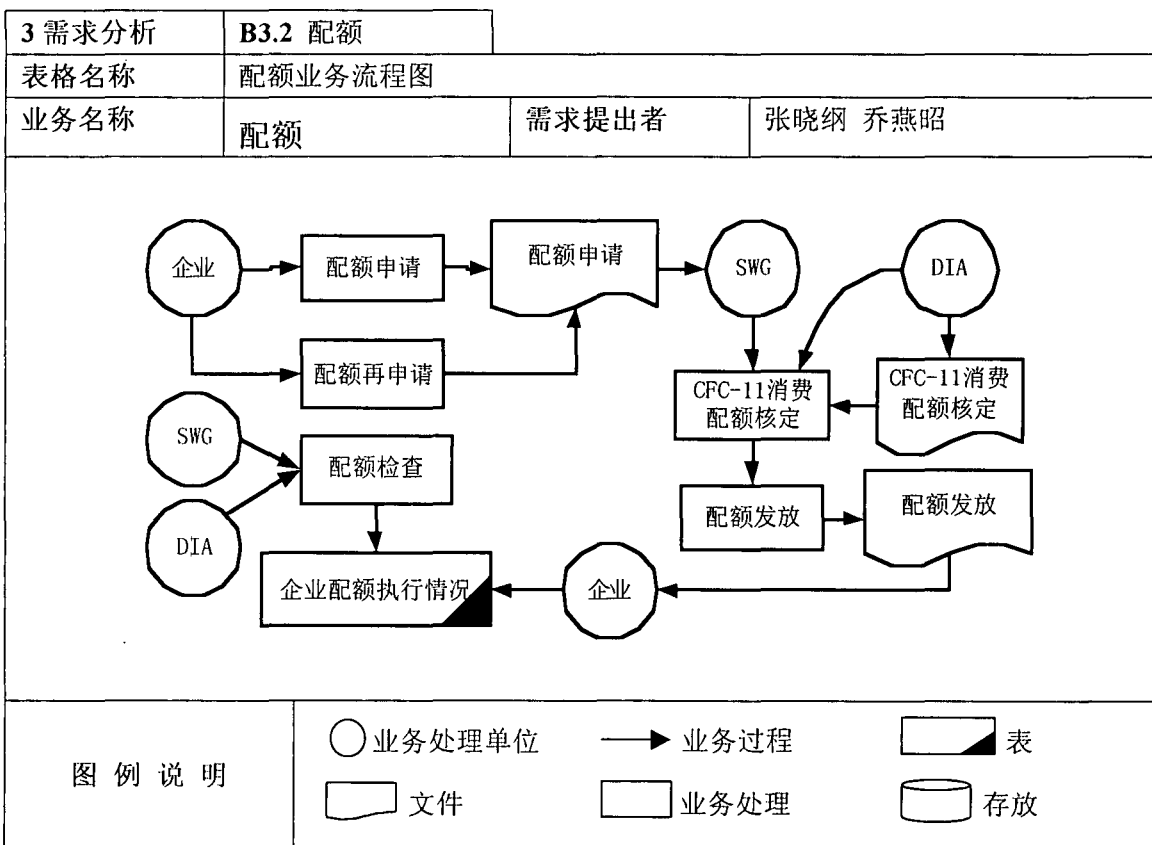 3 需求分析 B3.2 配额
表格名称 配额业务流程图
业务名称 配额 需求提出者 张晓纲 乔燕昭
企业
配额申请
配额申请
SWG
DIA
配额再申请
CFC-11消费
配额核定
CFC-11消费
配额核定
SWG
配额检查
DIA
配额发放
配额发放
企业配额执行情况
企业
图例说明
业务处理单位
业务过程
表
文件
业务处理
存放